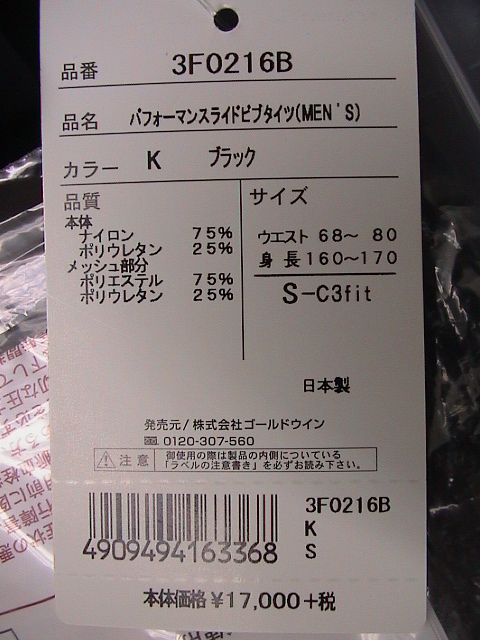 品番 3F0216B
品名 パフォーマンスライドビブタイツ(MEN'S)
カラー K ブラック
品質
本体
ナイロン 75%
ポリウレタン 25%
メッシュ部分
ポリエステル 75%
ポリウレタン 25%
サイズ
ウエスト 68〜 80
身 長 160〜170
S-C3fit
日本製
発売元/株式会社ゴールドウイン
0120-307-560
注意 御使用の際は製品の内側についている
「ラベルの注意書き」を必ずお読み下さい。
3F0216B
K
S
4909494163368
本体価格¥17,000+税